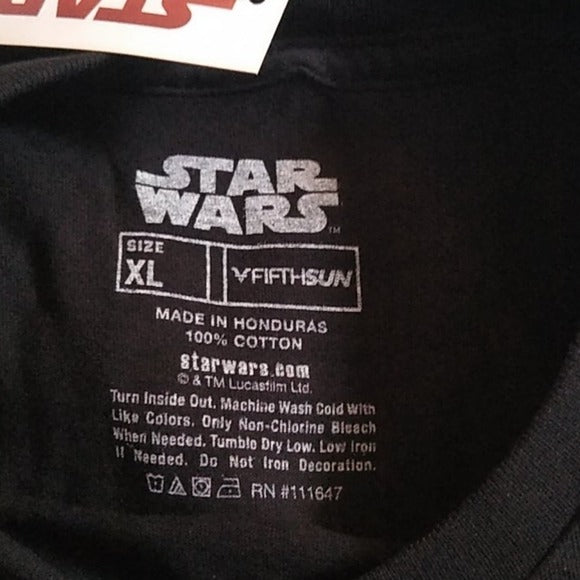 STAR
WARS™
SIZE
XL
FIFTHSUN
MADE IN HONDURAS
100% COTTON
starwars.com
© & TM Lucasfilm Ltd.
Turn Inside Out. Machine Wash Cold With
Like Colors. Only Non-Chlorine Bleach
When Needed. Tumble Dry Low. Low Iron
If Needed. Do Not Iron Decoration.
RN #111647